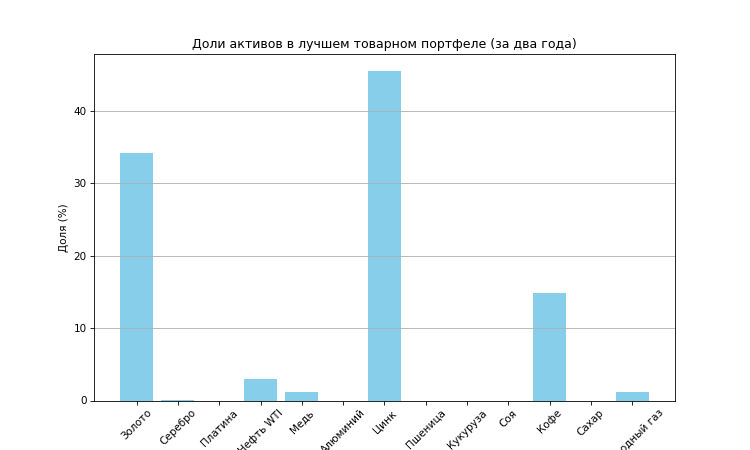 Доли активов в лучшем товарном портфеле (за два года)
Доля (%)
40
30
20
10
0
Золото
Серебро
Платина
Нефть WTI
Медь
Алюминий
Цинк
Пшеница
Кукуруза
Соя
Кофе
Сахар
газ